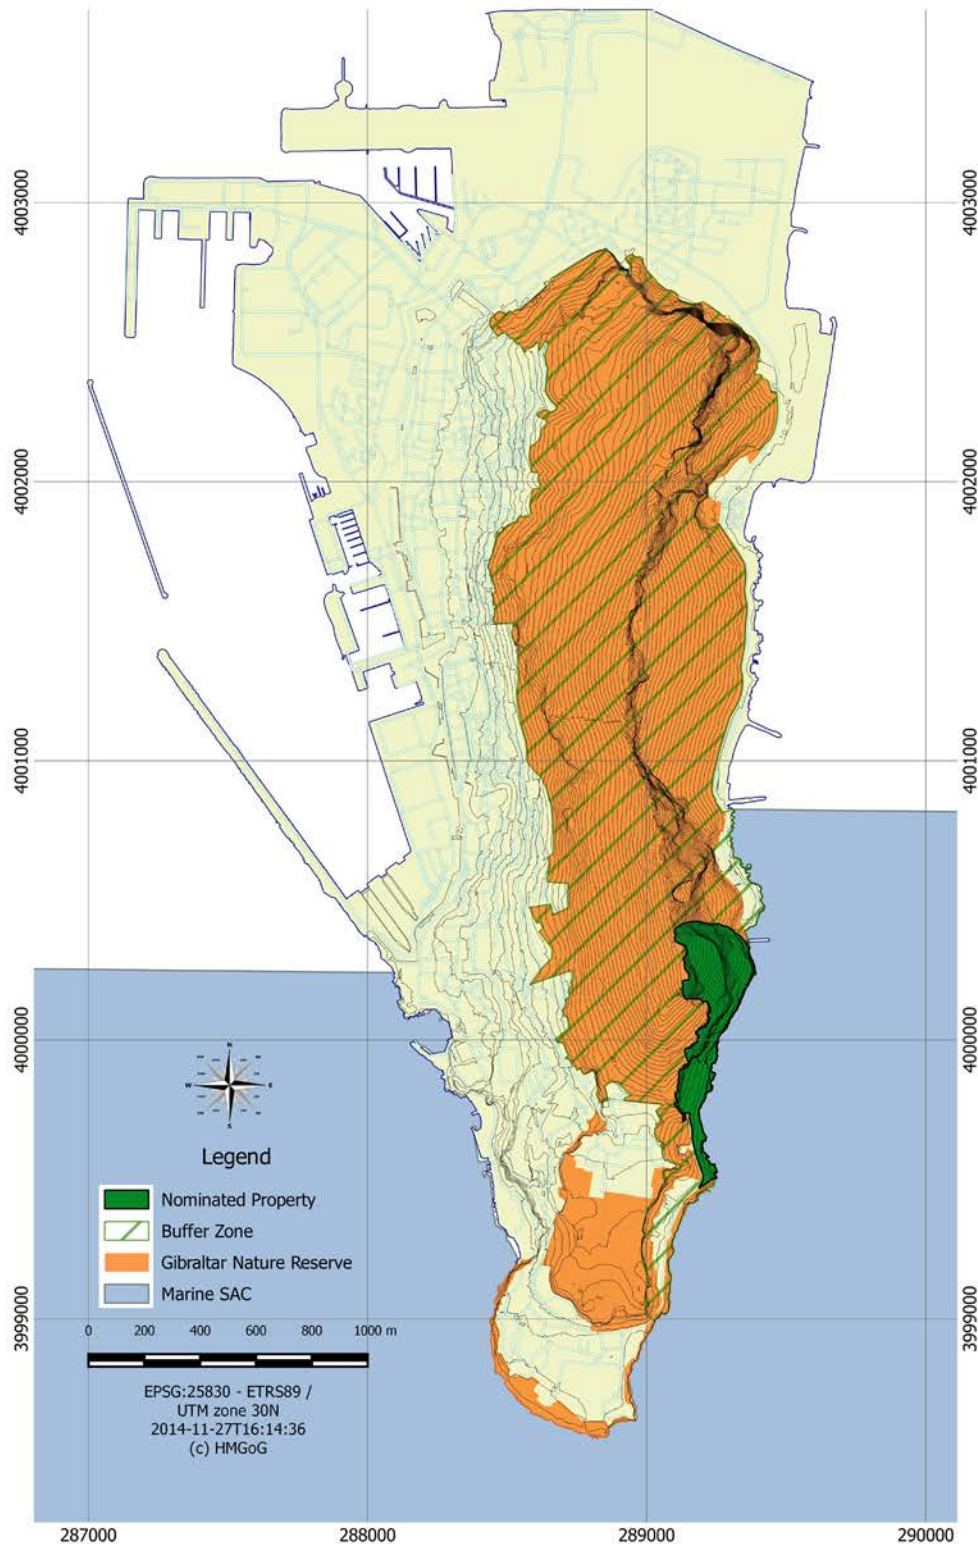 4003000
4003000
4002000
4002000
4001000
4001000
4000000
4000000
N
W
E
S
Legend
Nominated Property
Buffer Zone
Gibraltar Nature Reserve
Marine SAC
3999000
3999000
0 200 400 600 800 1000 m
EPSG:25830 - ETRS89 /
UTM zone 30N
2014-11-27T16:14:36
(c) HMGoG
287000 288000 289000 290000